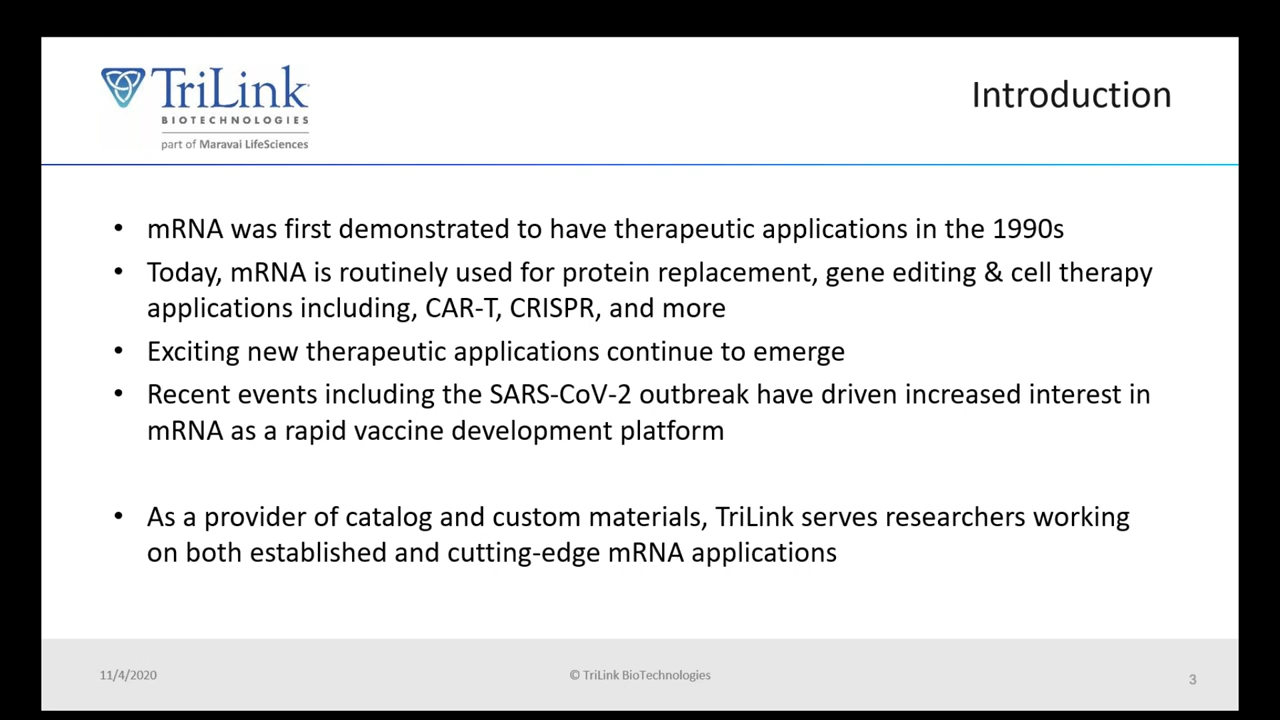 TriLink
BIOTECHNOLOGIES
part of Maravai LifeSciences
Introduction
• mRNA was first demonstrated to have therapeutic applications in the 1990s
• Today, mRNA is routinely used for protein replacement, gene editing & cell therapy
applications including, CAR-T, CRISPR, and more
• Exciting new therapeutic applications continue to emerge
• Recent events including the SARS-CoV-2 outbreak have driven increased interest in
mRNA as a rapid vaccine development platform
• As a provider of catalog and custom materials, TriLink serves researchers working
on both established and cutting-edge mRNA applications
11/4/2020
© TriLink BioTechnologies
3